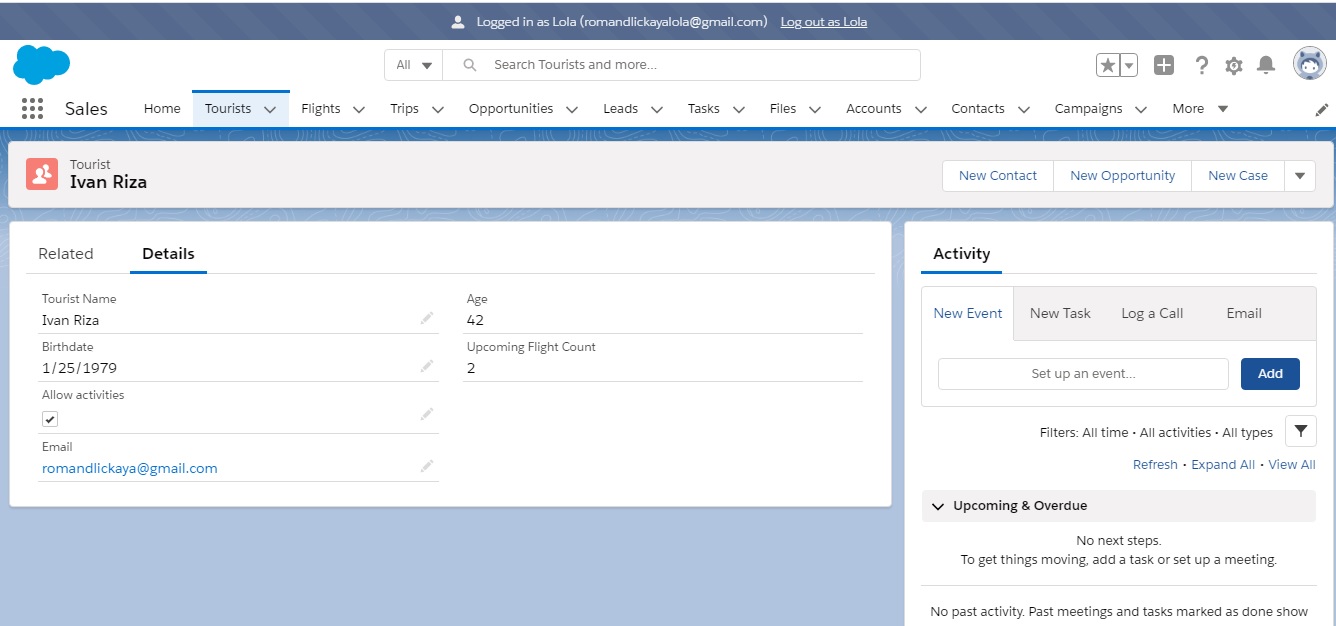 Logged in as Lola (romandlickayalola@gmail.com) Log out as Lola
All Search Tourists and more...
Sales Home Tourists Flights Trips Opportunities Leads Tasks Files Accounts Contacts Campaigns More
Tourist
Ivan Riza
New Contact New Opportunity New Case
Related Details
Tourist Name
Ivan Riza
Age
42
Birthdate
1/25/1979
Upcoming Flight Count
2
Allow activities
Email
romandlickaya@gmail.com
Activity
New Event New Task Log a Call Email
Set up an event... Add
Filters: All time • All activities • All types
Refresh • Expand All • View All
Upcoming & Overdue
No next steps.
To get things moving, add a task or set up a meeting.
No past activity. Past meetings and tasks marked as done show